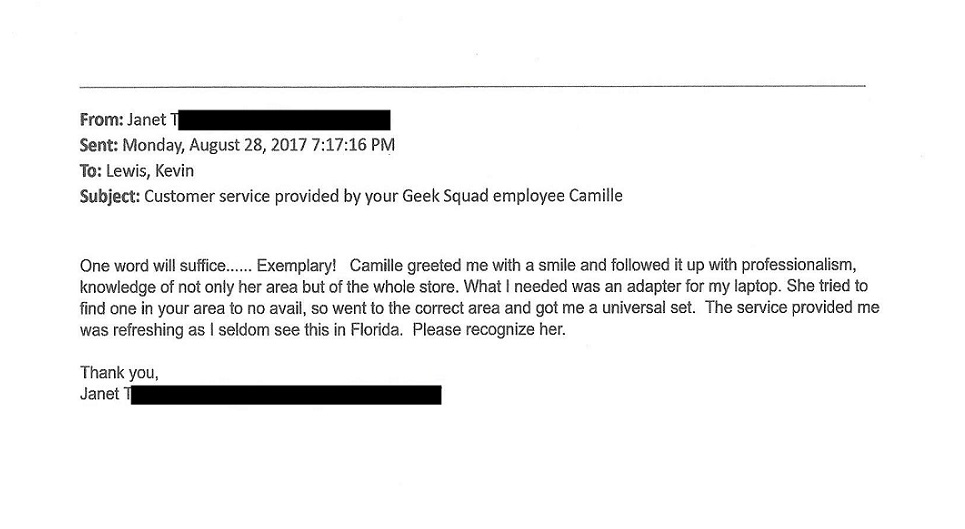 From: Janet T
Sent: Monday, August 28, 2017 7:17:16 PM
To: Lewis, Kevin
Subject: Customer service provided by your Geek Squad employee Camille
One word will suffice...... Exemplary!   Camille greeted me with a smile and followed it up with professionalism,
knowledge of not only her area but of the whole store. What I needed was an adapter for my laptop. She tried to
find one in your area to no avail, so went to the correct area and got me a universal set.  The service provided me
was refreshing as I seldom see this in Florida.  Please recognize her.
Thank you,
Janet T